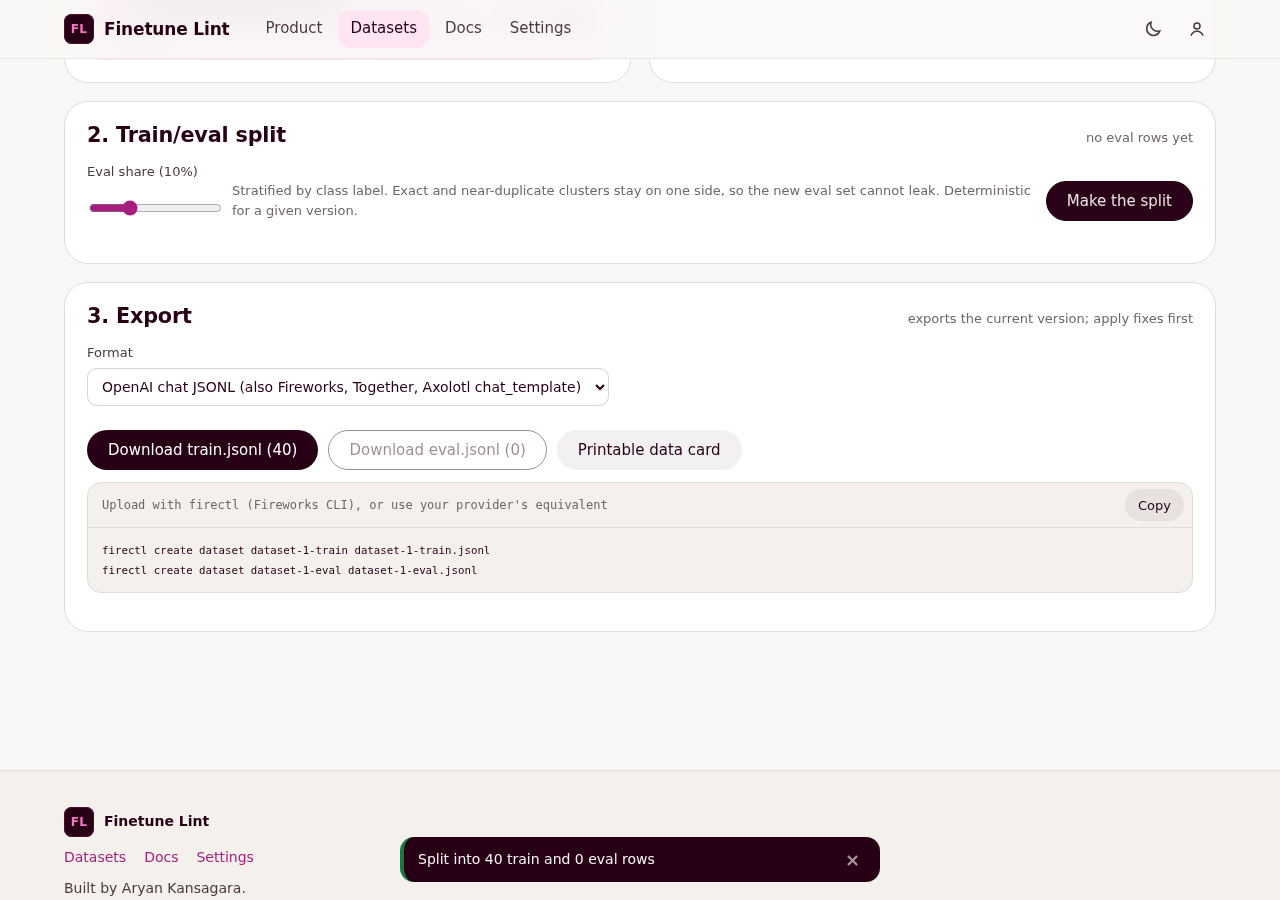 FL Finetune Lint Product Datasets Docs Settings
2. Train/eval split
no eval rows yet
Eval share (10%)
Stratified by class label. Exact and near-duplicate clusters stay on one side, so the new eval set cannot leak. Deterministic
for a given version.
Make the split
3. Export
exports the current version; apply fixes first
Format
OpenAI chat JSONL (also Fireworks, Together, Axolotl chat_template)
Download train.jsonl (40) Download eval.jsonl (0) Printable data card
Upload with firectl (Fireworks CLI), or use your provider's equivalent
Copy
firectl create dataset dataset-1-train dataset-1-train.jsonl
firectl create dataset dataset-1-eval dataset-1-eval.jsonl
FL Finetune Lint
Datasets Docs Settings
Split into 40 train and 0 eval rows
Built by Aryan Kansagara.